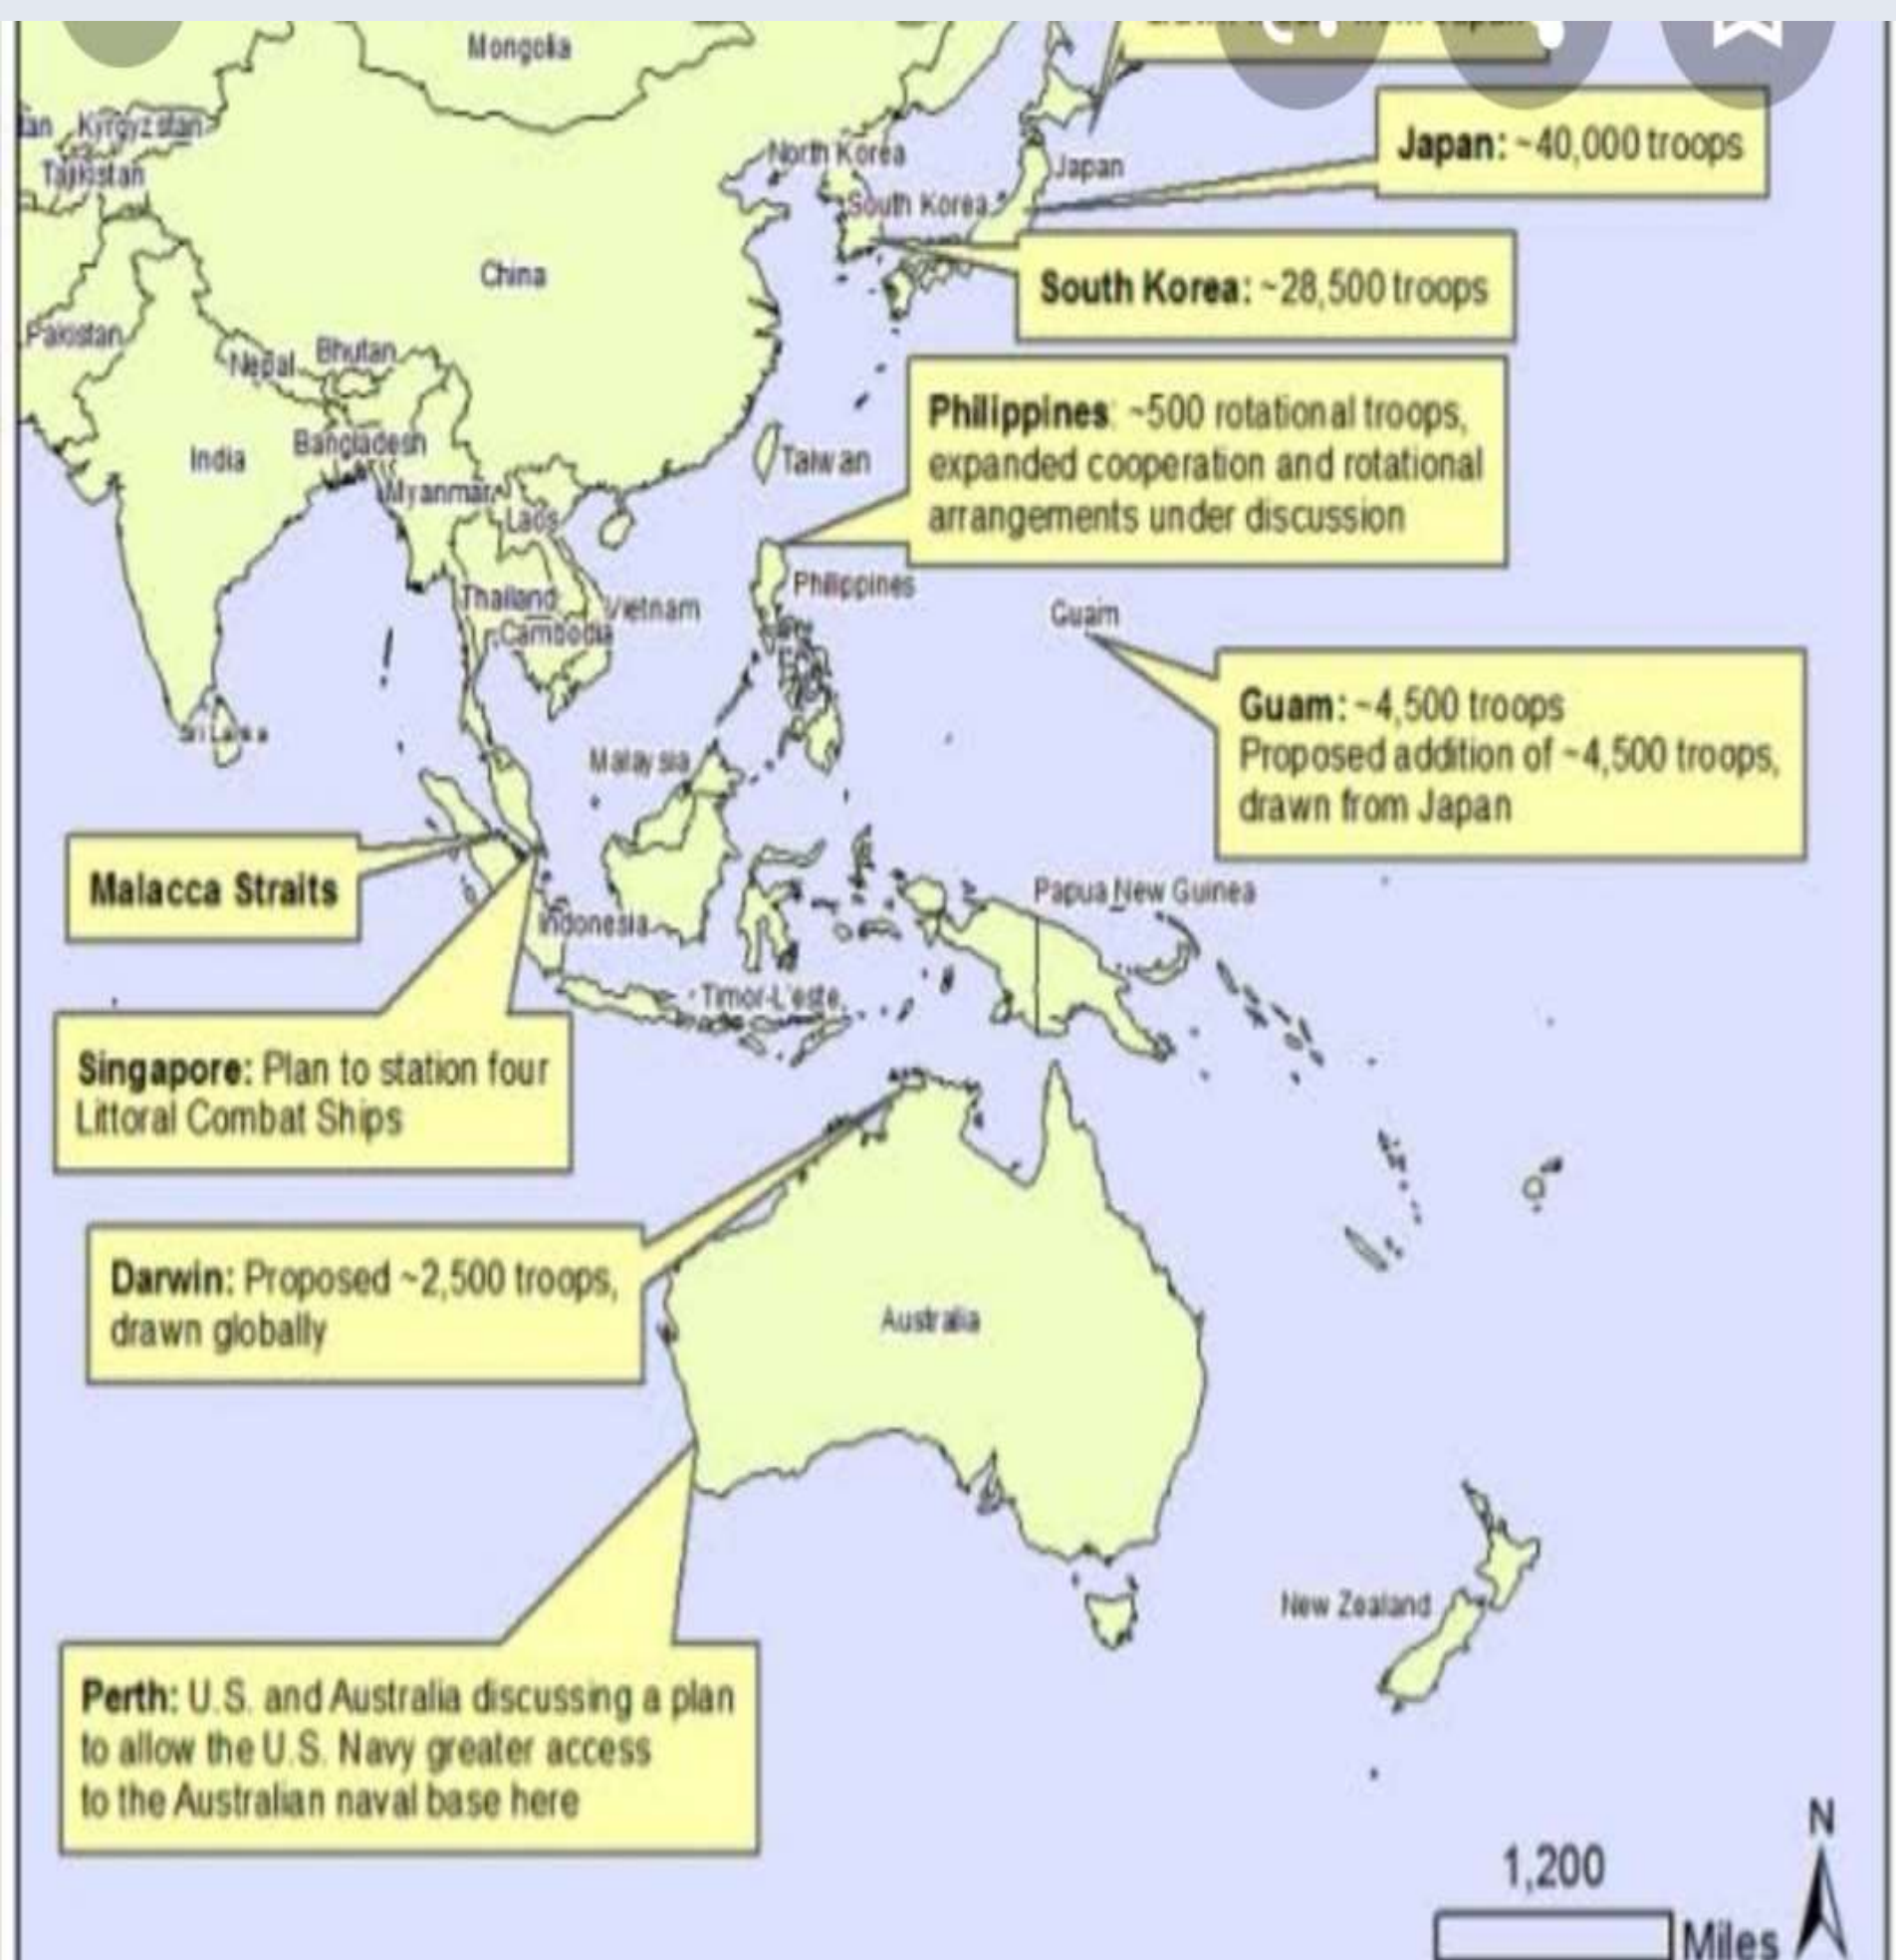 from Japan
Mongolia
Kyrgyzstan
Tajikistan
Japan: ~40,000 troops
North Korea
Japan
South Korea
China
South Korea: ~28,500 troops
Pakistan
Nepal
Bhutan
Philippines: ~500 rotational troops,
expanded cooperation and rotational
arrangements under discussion
India
Bangladesh
Taiwan
Myanmar
Laos
Philippines
Thailand
Vietnam
Cambodia
Guam
Guam: ~4,500 troops
Proposed addition of ~4,500 troops,
drawn from Japan
Sri Lanka
Malaysia
Malacca Straits
Papua New Guinea
Indonesia
Timor-L'este
Singapore: Plan to station four
Littoral Combat Ships
Darwin: Proposed ~2,500 troops,
drawn globally
Australia
New Zealand
Perth: U.S. and Australia discussing a plan
to allow the U.S. Navy greater access
to the Australian naval base here
N
1,200
Miles